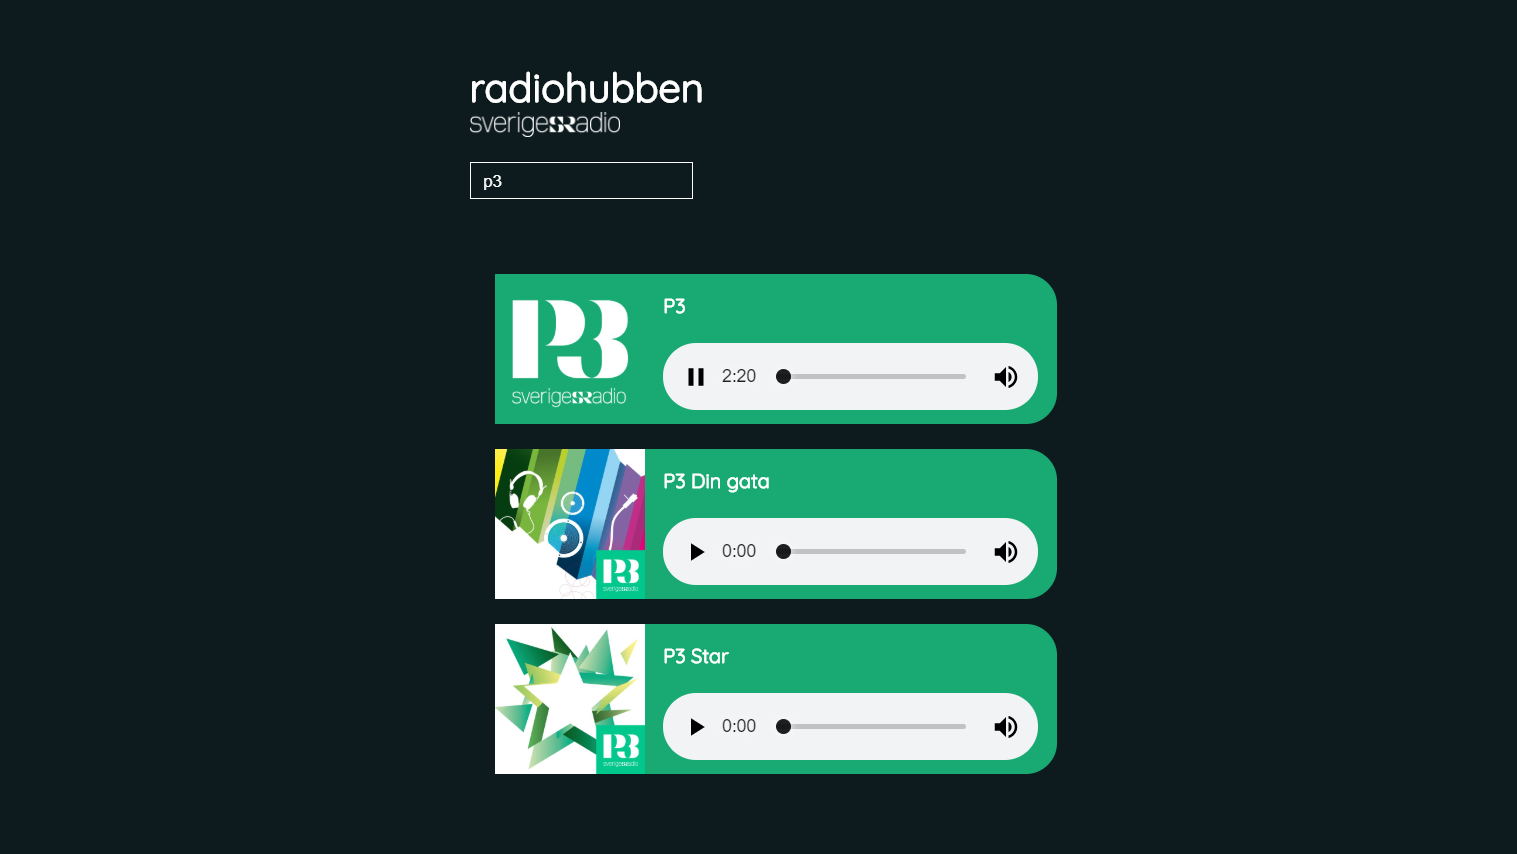 radiohubben
sverigesRadio
p3
P3
P3
sverigesRadio
2:20
P3 Din gata
P3
sverigesRadio
0:00
P3 Star
P3
sverigesRadio
0:00